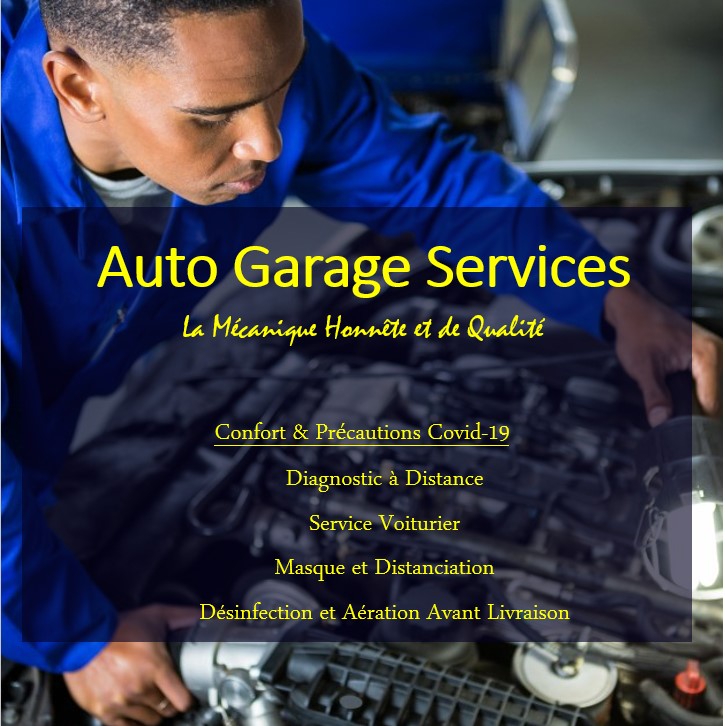 Auto Garage Services
La Mécanique Honnête et de Qualité
Confort & Précautions Covid-19
Diagnostic à Distance
Service Voiturier
Masque et Distanciation
Désinfection et Aération Avant Livraison